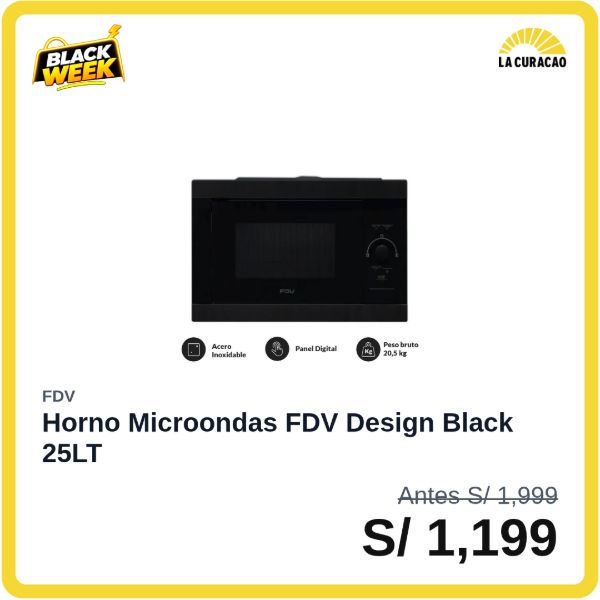 BLACK
WEEK
LA CURACAO
FDV
Acero
Inoxidable
Panel Digital
Kg
Peso bruto
20,5 kg
FDV
Horno Microondas FDV Design Black
25LT
Antes S/ 1,999
S/ 1,199